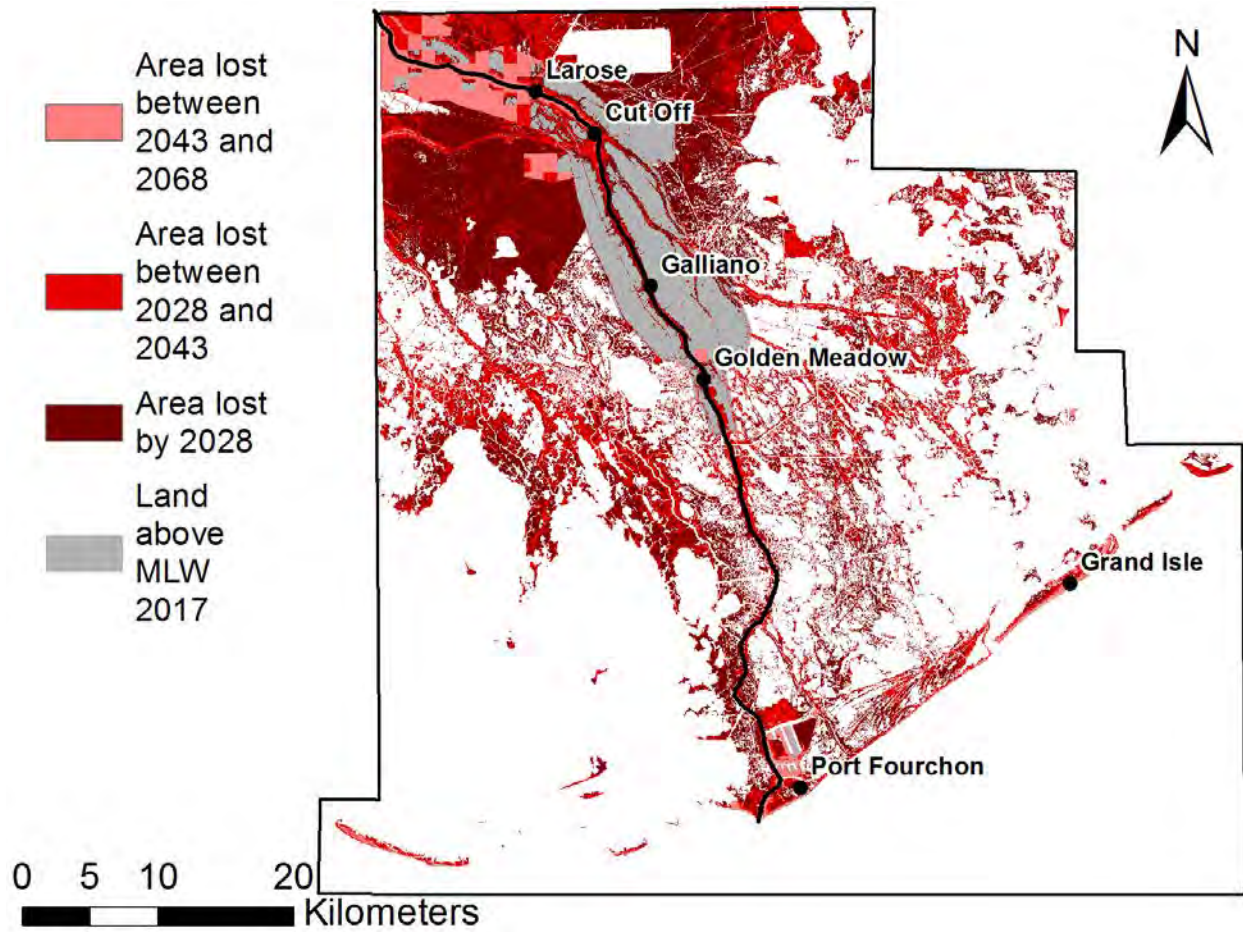 Area lost
between
2043 and
2068
Area lost
between
2028 and
2043
Area lost
by 2028
Land
above
MLW
2017
N
Larose
Cut Off
Galliano
Golden Meadow
Grand Isle
Port Fourchon
0 5 10 20
Kilometers